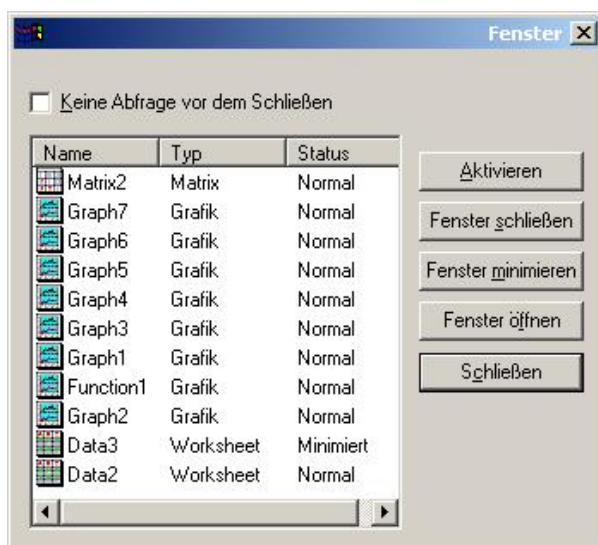 Fenster
Keine Abfrage vor dem Schließen
Name Typ Status
Matrix2 Matrix Normal
Graph7 Grafik Normal
Graph6 Grafik Normal
Graph5 Grafik Normal
Graph4 Grafik Normal
Graph3 Grafik Normal
Graph1 Grafik Normal
Function1 Grafik Normal
Graph2 Grafik Normal
Data3 Worksheet Minimiert
Data2 Worksheet Normal
Aktivieren
Fenster schließen
Fenster minimieren
Fenster öffnen
Schließen